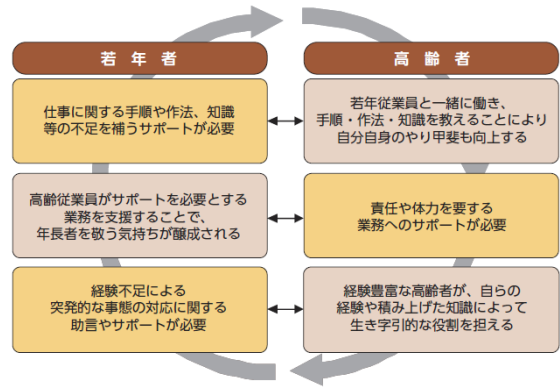 若年者
高齢者
仕事に関する手順や作法、知識
等の不足を補うサポートが必要
若年従業員と一緒に働き、
手順・作法・知識を教えることにより
自分自身のやり甲斐も向上する
高齢従業員がサポートを必要とする
業務を支援することで、
年長者を敬う気持ちが醸成される
責任や体力を要する
業務へのサポートが必要
経験不足による
突発的な事態の対応に関する
助言やサポートが必要
経験豊富な高齢者が、自らの
経験や積み上げた知識によって
生き字引的な役割を担える